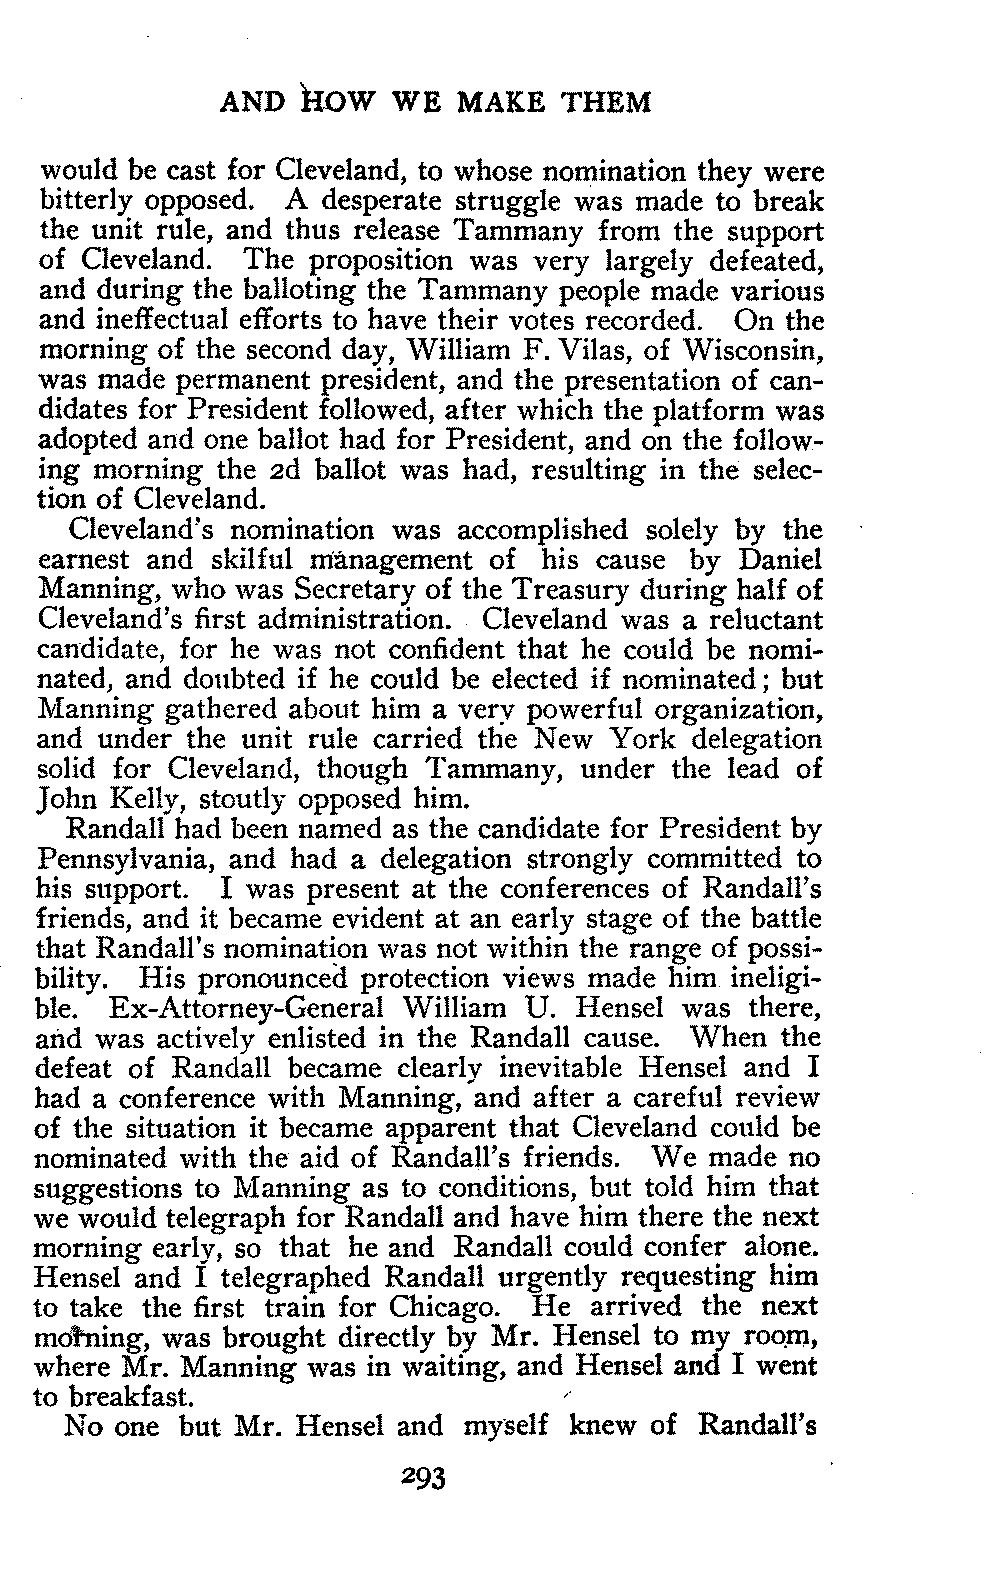 AND HOW WE MAKE THEM
would be cast for Cleveland, to whose nomination they were
bitterly opposed. A desperate struggle was made to break
the unit rule, and thus release Tammany from the support
of Cleveland. The proposition was very largely defeated,
and during the balloting the Tammany people made various
and ineffectual efforts to have their votes recorded. On the
morning of the second day, William F. Vilas, of Wisconsin,
was made permanent president, and the presentation of can-
didates for President followed, after which the platform was
adopted and one ballot had for President, and on the follow-
ing morning the 2d ballot was had, resulting in the selec-
tion of Cleveland.
Cleveland's nomination was accomplished solely by the
earnest and skilful management of his cause by Daniel
Manning, who was Secretary of the Treasury during half of
Cleveland's first administration. Cleveland was a reluctant
candidate, for he was not confident that he could be nomi-
nated, and doubted if he could be elected if nominated; but
Manning gathered about him a very powerful organization,
and under the unit rule carried the New York delegation
solid for Cleveland, though Tammany, under the lead of
John Kelly, stoutly opposed him.
Randall had been named as the candidate for President by
Pennsylvania, and had a delegation strongly committed to
his support. I was present at the conferences of Randall's
friends, and it became evident at an early stage of the battle
that Randall's nomination was not within the range of possi-
bility. His pronounced protection views made him ineligi-
ble. Ex-Attorney-General William U. Hensel was there,
and was actively enlisted in the Randall cause. When the
defeat of Randall became clearly inevitable Hensel and I
had a conference with Manning, and after a careful review
of the situation it became apparent that Cleveland could be
nominated with the aid of Randall's friends. We made no
suggestions to Manning as to conditions, but told him that
we would telegraph for Randall and have him there the next
morning early, so that he and Randall could confer alone.
Hensel and I telegraphed Randall urgently requesting him
to take the first train for Chicago. He arrived the next
morning, was brought directly by Mr. Hensel to my room,
where Mr. Manning was in waiting, and Hensel and I went
to breakfast.
No one but Mr. Hensel and myself knew of Randall's
293